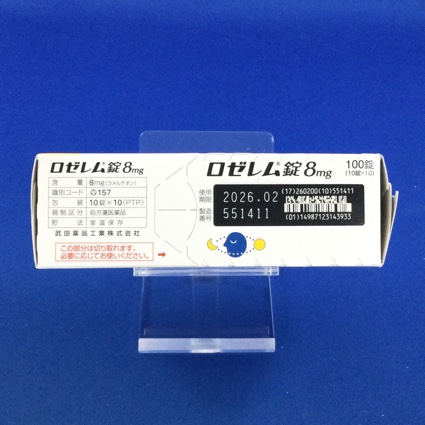 ロゼレム®錠8mg
含量 8mg(ラメルテオン)
識別コード 157
包装 10錠×10(PTP)
規制区分 処方箋医薬品
貯法 室温保存
武田薬品工業株式会社
この部分は切り取れます。
必要に応じてお使いください。
→
ロゼレム®錠8mg
100錠
(10錠×10)
使用期限 2026.02
製造番号 551411
(17)260200(10)551411
(01)14987123143933